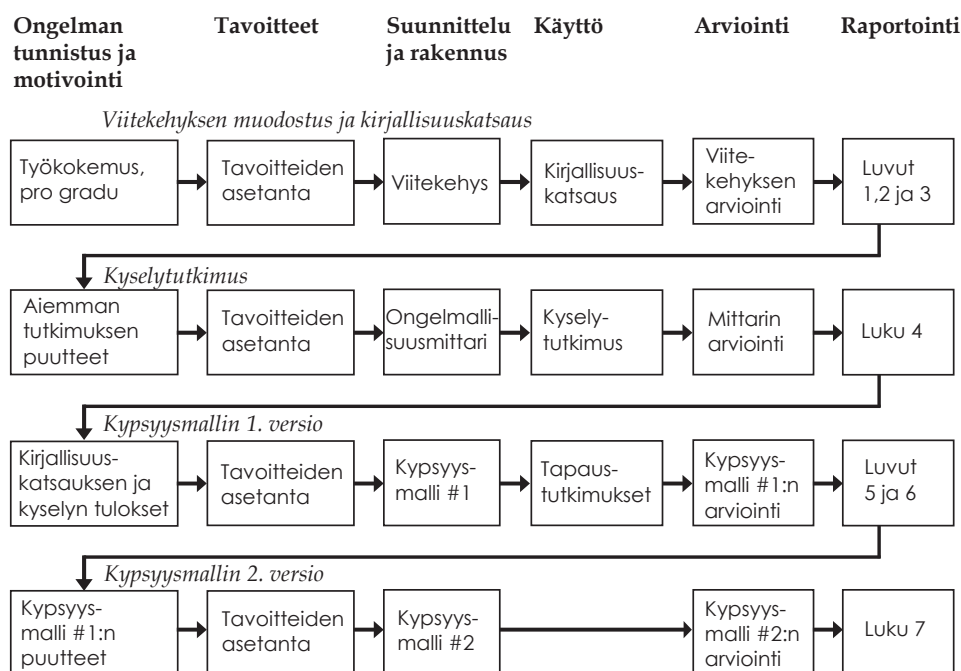 Ongelman
tunnistus ja
motivointi
Tavoitteet
Suunnittelu
ja rakennus
Käyttö
Arviointi
Raportointi
Viitekehyksen muodostus ja kirjallisuuskatsaus
Työkokemus,
pro gradu
Tavoitteiden
asetanta
Viitekehys
Kirjallisuus-
katsaus
Viite-
kehyksen
arviointi
Luvut
1,2 ja 3
Kyselytutkimus
Aiemman
tutkimuksen
puutteet
Tavoitteiden
asetanta
Ongelmalli-
suusmittari
Kysely-
tutkimus
Mittarin
arviointi
Luku 4
Kypsyysmallin 1. versio
Kirjallisuus-
katsauksen ja
kyselyn tulokset
Tavoitteiden
asetanta
Kypsyys-
malli #1
Tapaus-
tutkimukset
Kypsyys-
malli #1:n
arviointi
Luvut
5 ja 6
Kypsyysmallin 2. versio
Kypsyys-
malli #1:n
puutteet
Tavoitteiden
asetanta
Kypsyys-
malli #2
Kypsyys-
malli #2:n
arviointi
Luku 7